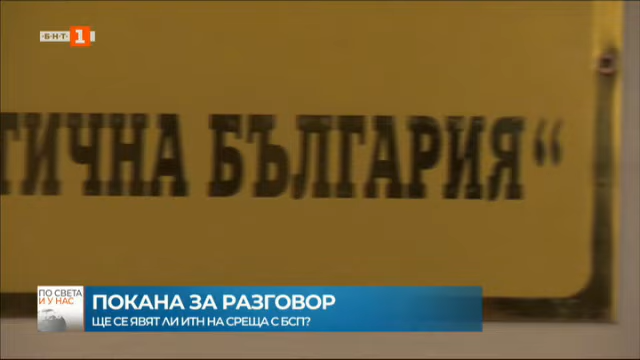 БНТ 1
ТИЧНА БЪЛГАРИЯ“
ПО СВЕТА
И У НАС
ПОКАНА ЗА РАЗГОВОР
ЩЕ СЕ ЯВЯТ ЛИ ИТН НА СРЕЩА С БСП?